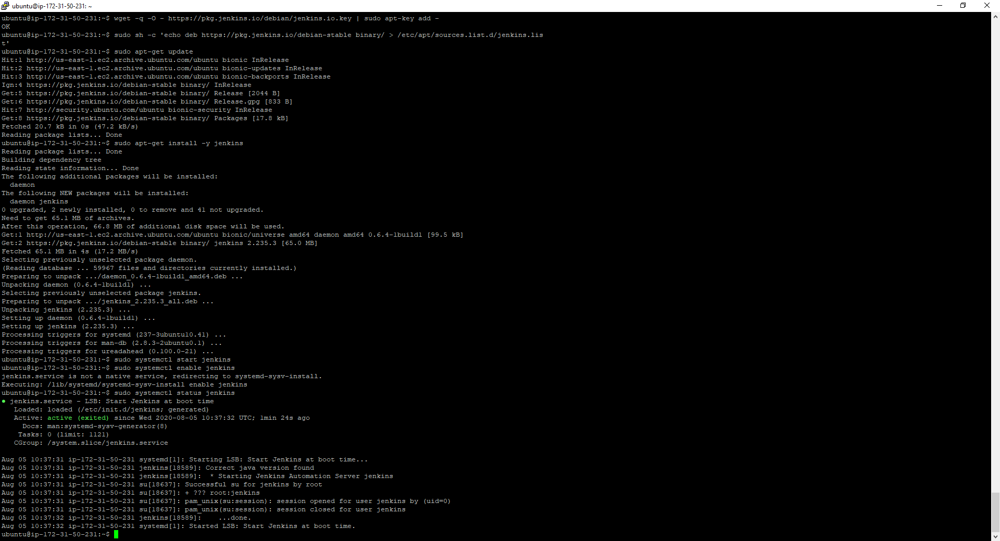 ubuntu@ip-172-31-50-231: ~
ubuntu@ip-172-31-50-231:~$ wget -q -O - https://pkg.jenkins.io/debian/jenkins.io.key | sudo apt-key add -
OK
ubuntu@ip-172-31-50-231:~$ sudo sh -c 'echo deb https://pkg.jenkins.io/debian-stable binary/ > /etc/apt/sources.list.d/jenkins.lis
t'
ubuntu@ip-172-31-50-231:~$ sudo apt-get update
Hit:1 http://us-east-1.ec2.archive.ubuntu.com/ubuntu bionic InRelease
Hit:2 http://us-east-1.ec2.archive.ubuntu.com/ubuntu bionic-updates InRelease
Hit:3 http://us-east-1.ec2.archive.ubuntu.com/ubuntu bionic-backports InRelease
Ign:4 https://pkg.jenkins.io/debian-stable binary/ InRelease
Get:5 https://pkg.jenkins.io/debian-stable binary/ Release [2044 B]
Get:6 https://pkg.jenkins.io/debian-stable binary/ Release.gpg [833 B]
Hit:7 http://security.ubuntu.com/ubuntu bionic-security InRelease
Get:8 https://pkg.jenkins.io/debian-stable binary/ Packages [17.8 kB]
Fetched 20.7 kB in 0s (47.2 kB/s)
Reading package lists... Done
ubuntu@ip-172-31-50-231:~$ sudo apt-get install -y jenkins
Reading package lists... Done
Building dependency tree
Reading state information... Done
The following additional packages will be installed:
  daemon
The following NEW packages will be installed:
  daemon jenkins
0 upgraded, 2 newly installed, 0 to remove and 41 not upgraded.
Need to get 65.1 MB of archives.
After this operation, 66.8 MB of additional disk space will be used.
Get:1 http://us-east-1.ec2.archive.ubuntu.com/ubuntu bionic/universe amd64 daemon amd64 0.6.4-1build1 [99.5 kB]
Get:2 https://pkg.jenkins.io/debian-stable binary/ jenkins 2.235.3 [65.0 MB]
Fetched 65.1 MB in 4s (17.2 MB/s)
Selecting previously unselected package daemon.
(Reading database ... 59967 files and directories currently installed.)
Preparing to unpack .../daemon_0.6.4-1build1_amd64.deb ...
Unpacking daemon (0.6.4-1build1) ...
Selecting previously unselected package jenkins.
Preparing to unpack .../jenkins_2.235.3_all.deb ...
Unpacking jenkins (2.235.3) ...
Setting up daemon (0.6.4-1build1) ...
Setting up jenkins (2.235.3) ...
Processing triggers for systemd (237-3ubuntu10.41) ...
Processing triggers for man-db (2.8.3-2ubuntu0.1) ...
Processing triggers for ureadahead (0.100.0-21) ...
ubuntu@ip-172-31-50-231:~$ sudo systemctl start jenkins
ubuntu@ip-172-31-50-231:~$ sudo systemctl enable jenkins
jenkins.service is not a native service, redirecting to systemd-sysv-install.
Executing: /lib/systemd/systemd-sysv-install enable jenkins
ubuntu@ip-172-31-50-231:~$ sudo systemctl status jenkins
● jenkins.service - LSB: Start Jenkins at boot time
   Loaded: loaded (/etc/init.d/jenkins; generated)
   Active: active (exited) since Wed 2020-08-05 10:37:32 UTC; 1min 24s ago
     Docs: man:systemd-sysv-generator(8)
    Tasks: 0 (limit: 1121)
   CGroup: /system.slice/jenkins.service
Aug 05 10:37:31 ip-172-31-50-231 systemd[1]: Starting LSB: Start Jenkins at boot time...
Aug 05 10:37:31 ip-172-31-50-231 jenkins[18589]: Correct java version found
Aug 05 10:37:31 ip-172-31-50-231 jenkins[18589]:  * Starting Jenkins Automation Server jenkins
Aug 05 10:37:31 ip-172-31-50-231 su[18637]: Successful su for jenkins by root
Aug 05 10:37:31 ip-172-31-50-231 su[18637]: + ??? root:jenkins
Aug 05 10:37:31 ip-172-31-50-231 su[18637]: pam_unix(su:session): session opened for user jenkins by (uid=0)
Aug 05 10:37:31 ip-172-31-50-231 su[18637]: pam_unix(su:session): session closed for user jenkins
Aug 05 10:37:32 ip-172-31-50-231 jenkins[18589]:    ...done.
Aug 05 10:37:32 ip-172-31-50-231 systemd[1]: Started LSB: Start Jenkins at boot time.
ubuntu@ip-172-31-50-231:~$